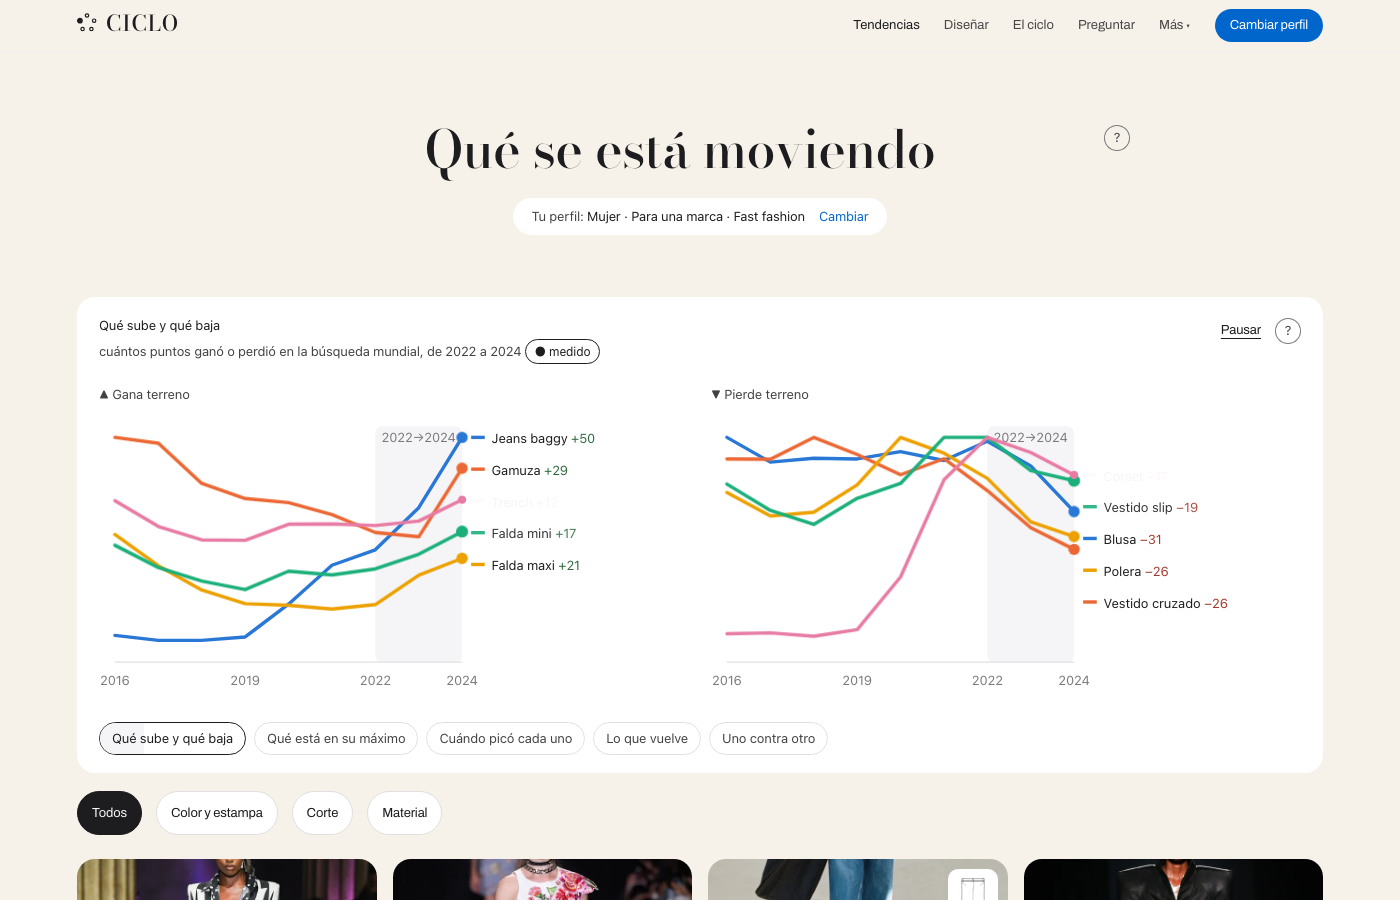 CICLO
Tendencias
Diseñar
El ciclo
Preguntar
Más
Cambiar perfil
Qué se está moviendo
?
Tu perfil: Mujer · Para una marca · Fast fashion Cambiar
Qué sube y qué baja
Pausar
?
cuántos puntos ganó o perdió en la búsqueda mundial, de 2022 a 2024 medido
▲ Gana terreno
2022→2024
Jeans baggy +50
Gamuza +29
Trench +12
Falda mini +17
Falda maxi +21
2016
2019
2022
2024
▼ Pierde terreno
2022→2024
Corset −17
Vestido slip −19
Blusa −31
Polera −26
Vestido cruzado −26
2016
2019
2022
2024
Qué sube y qué baja
Qué está en su máximo
Cuándo picó cada uno
Lo que vuelve
Uno contra otro
Todos
Color y estampa
Corte
Material